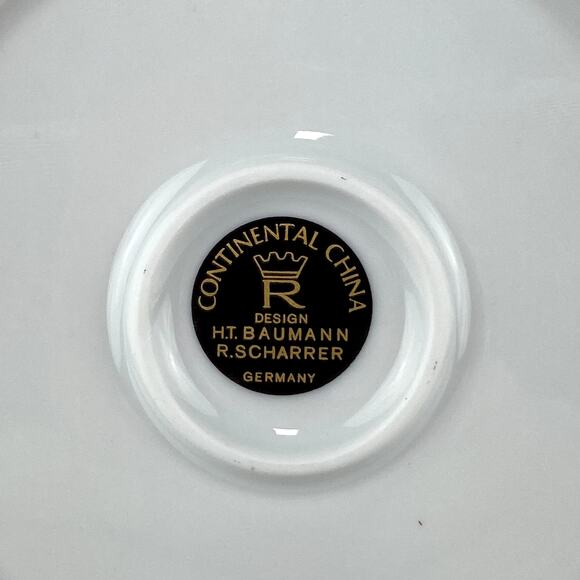 CONTINENTAL CHINA
R
DESIGN
H.T. BAUMANN
R. SCHARRER
GERMANY